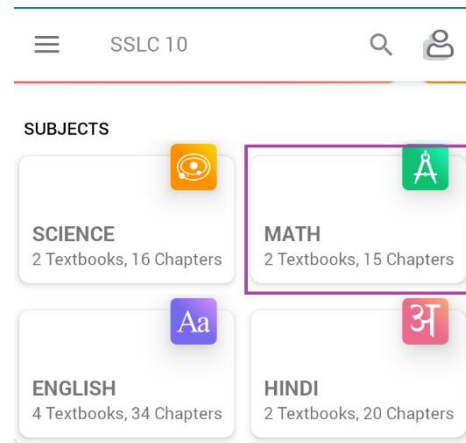 SSLC 10
SUBJECTS
SCIENCE
2 Textbooks, 16 Chapters
MATH
2 Textbooks, 15 Chapters
Aa
ENGLISH
4 Textbooks, 34 Chapters
अ
HINDI
2 Textbooks, 20 Chapters